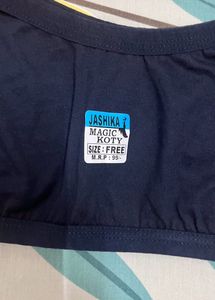 JASHIKA
MAGIC
KOTY
SIZE: FREE
M.R.P: 99/-